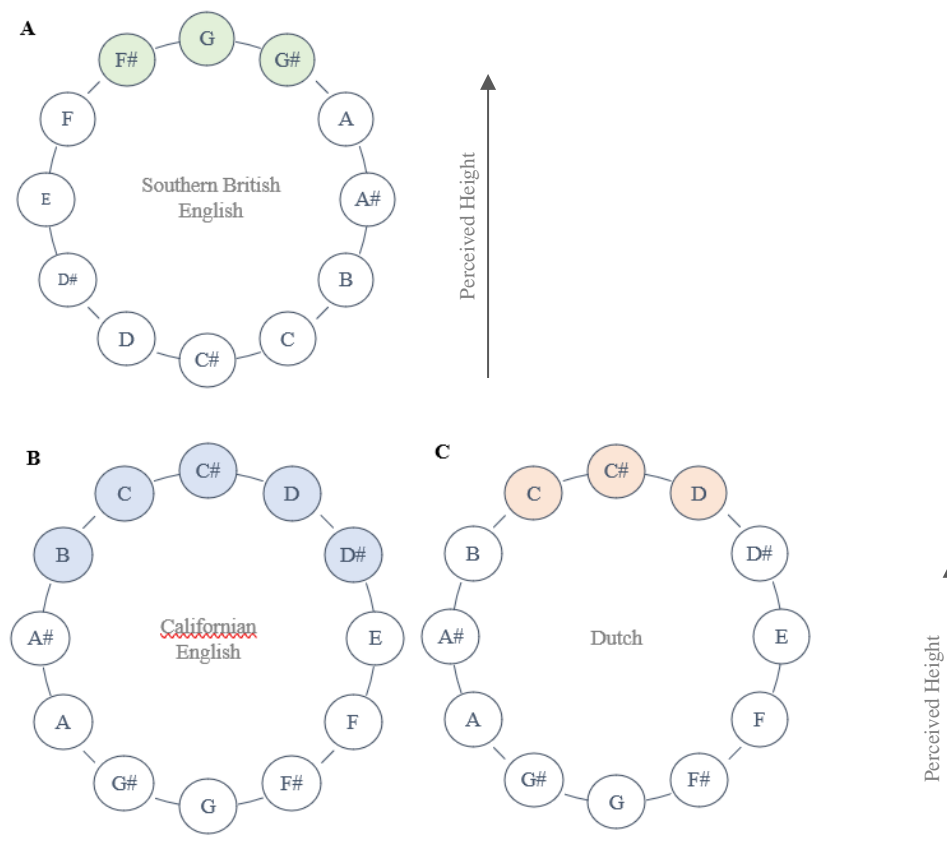 A
G
F#
G#
F
A
Southern British
English
E
A#
D#
B
D
C
C#
Perceived Height
B
C#
C
D
B
D#
Californian
English
A#
E
A
F
G#
F#
G
C
C#
C
D
B
D#
Dutch
A#
E
A
F
G#
F#
G
Perceived Height